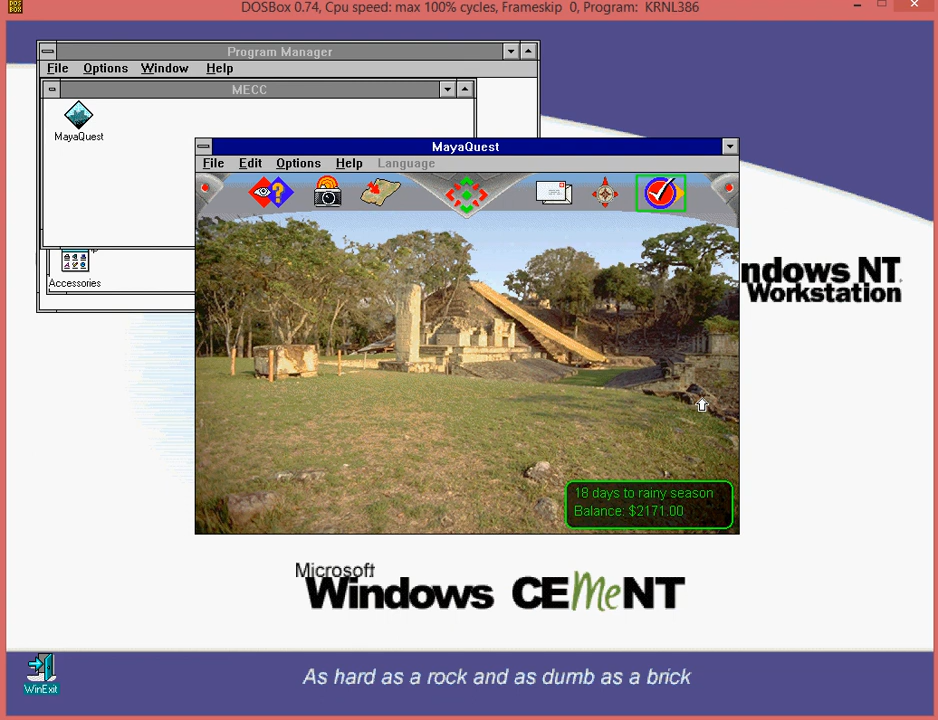 DOSBox 0.74, Cpu speed: max 100% cycles, Frameskip 0, Program: KRNL386
Program Manager
File Options Window Help
MECC
MayaQuest
MayaQuest
File Edit Options Help Language
Accessories
ndows NT
Workstation
18 days to rainy season
Balance: $2171.00
Microsoft
Windows CEMeNT
WinExit
As hard as a rock and as dumb as a brick